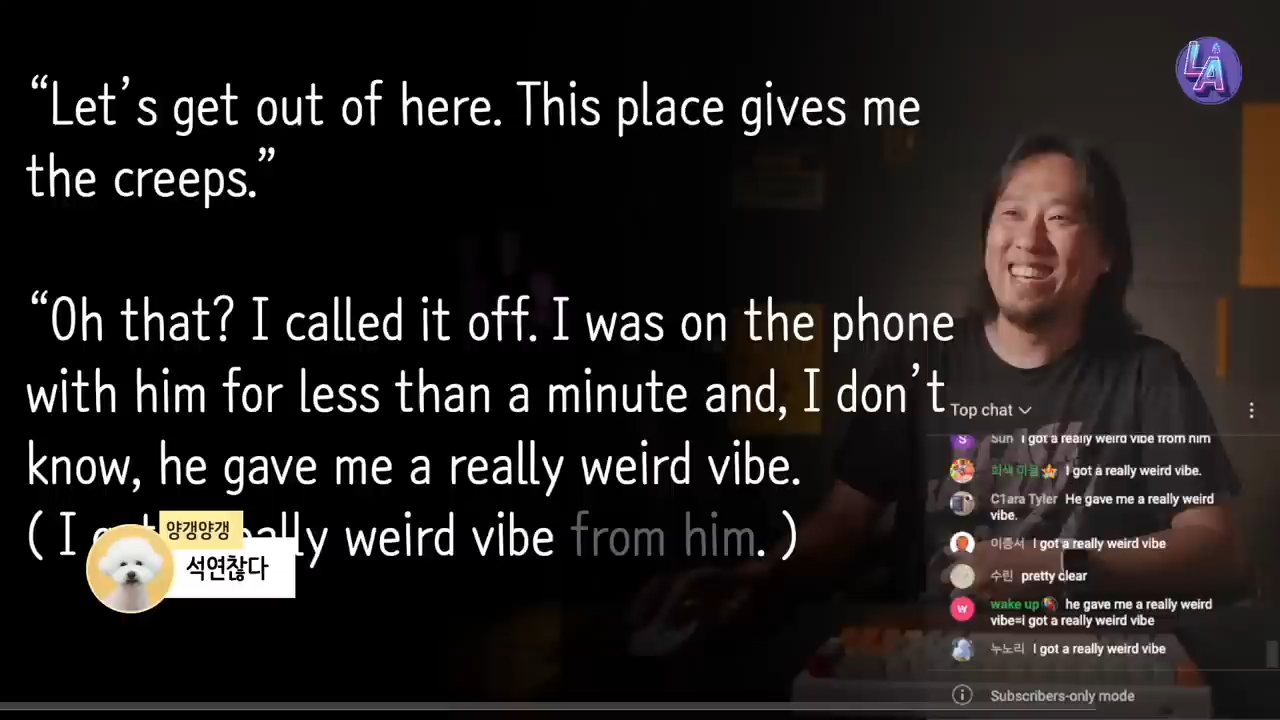 “Let’s get out of here. This place gives me
the creeps.”
“Oh that? I called it off. I was on the phone
with him for less than a minute and, I don’t
know, he gave me a really weird vibe.
( I ally weird vibe from him. )
양갱양갱
석연찮다
LA
Top chat
S
Sun I got a really weird vibe from him
I got a really weird vibe.
C1ara Tyler He gave me a really weird
vibe.
이종서 I got a really weird vibe
수린 pretty clear
W
wake up he gave me a really weird
vibe=i got a really weird vibe
누노리 I got a really weird vibe
Subscribers-only mode